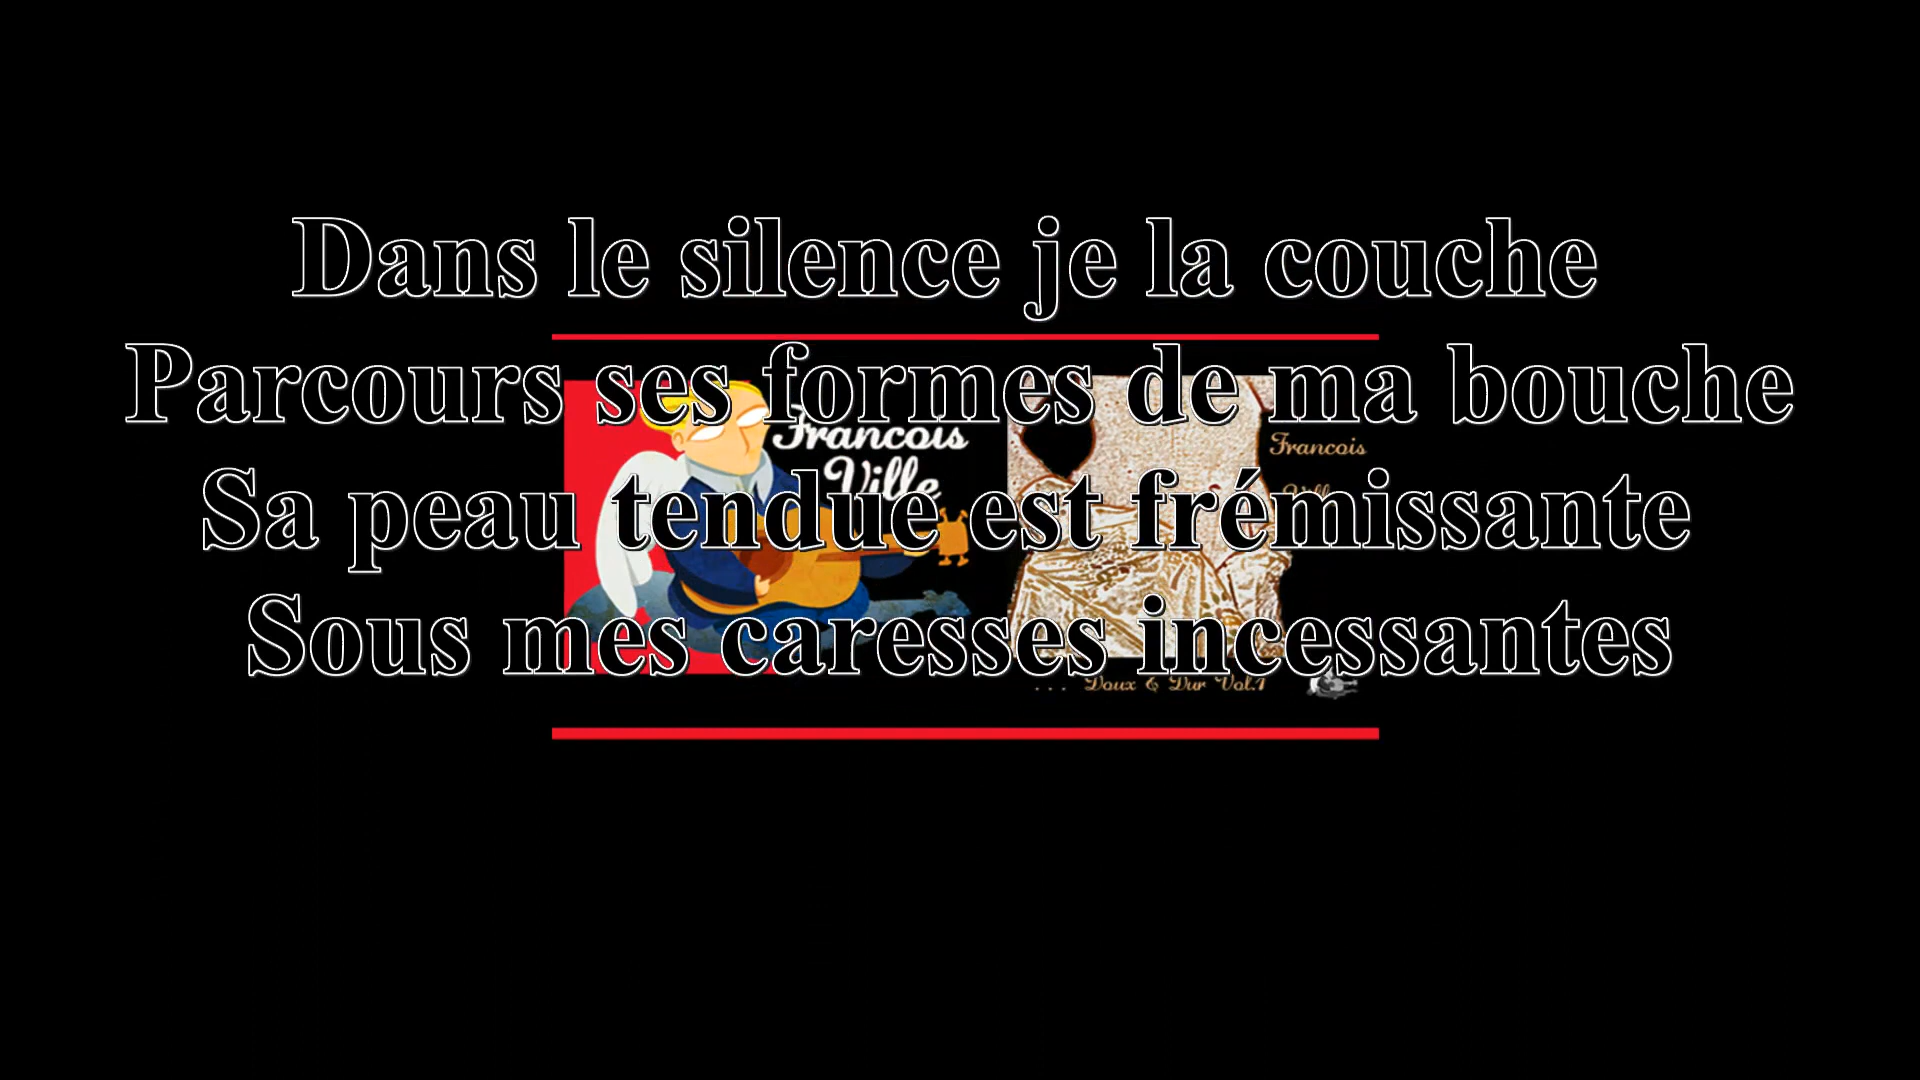 Dans le silence je la couche
Parcours ses formes de ma bouche
Sa peau tendue est frémissante
Sous mes caresses incessantes
Francois
Ville
Francois
... Doux & Dur Vol.1